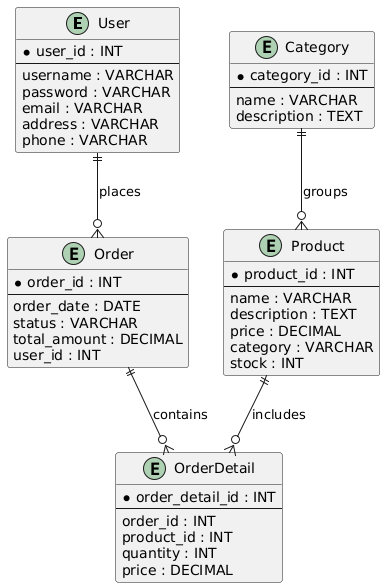 E User
* user_id : INT
username : VARCHAR
password : VARCHAR
email : VARCHAR
address : VARCHAR
phone : VARCHAR
E Category
* category_id : INT
name : VARCHAR
description : TEXT
places
groups
E Order
* order_id : INT
order_date : DATE
status : VARCHAR
total_amount : DECIMAL
user_id : INT
E Product
* product_id : INT
name : VARCHAR
description : TEXT
price : DECIMAL
category : VARCHAR
stock : INT
contains
includes
E OrderDetail
* order_detail_id : INT
order_id : INT
product_id : INT
quantity : INT
price : DECIMAL